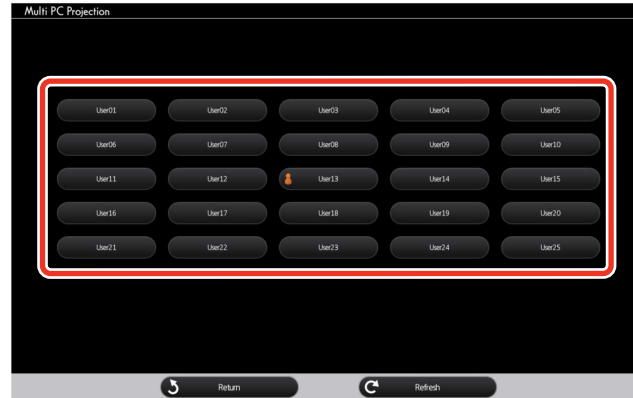 Multi PC Projection
User01 User02 User03 User04 User05
User06 User07 User08 User09 User10
User11 User12 User13 User14 User15
User16 User17 User18 User19 User20
User21 User22 User23 User24 User25
Return Refresh